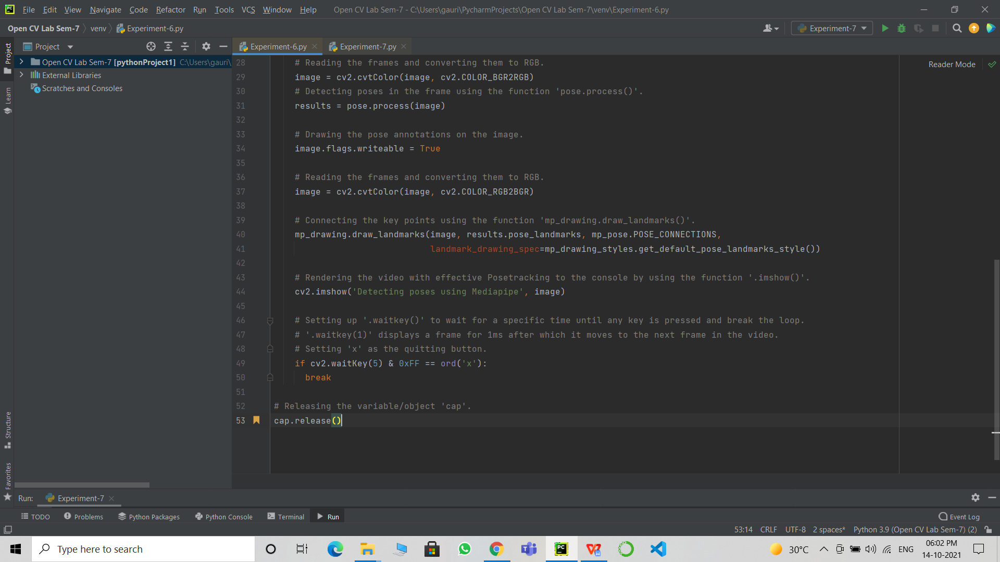 PC File Edit View Navigate Code Refactor Run Tools VCS Window Help Open CV Lab Sem-7 - C:\Users\gauri\PycharmProjects\Open CV Lab Sem-7\venv\Experiment-6.py
Open CV Lab Sem-7 venv Experiment-6.py Experiment-7
Project Experiment-6.py Experiment-7.py
Project
Learn
Structure
Favorites
Open CV Lab Sem-7 [pythonProject1] C:\Users\gauri\
External Libraries
Scratches and Consoles
Reader Mode
28 # Reading the frames and converting them to RGB.
29 image = cv2.cvtColor(image, cv2.COLOR_BGR2RGB)
30 # Detecting poses in the frame using the function 'pose.process()'.
31 results = pose.process(image)
32
33 # Drawing the pose annotations on the image.
34 image.flags.writeable = True
35
36 # Reading the frames and converting them to RGB.
37 image = cv2.cvtColor(image, cv2.COLOR_RGB2BGR)
38
39 # Connecting the key points using the function 'mp_drawing.draw_landmarks()'.
40 mp_drawing.draw_landmarks(image, results.pose_landmarks, mp_pose.POSE_CONNECTIONS,
41 landmark_drawing_spec=mp_drawing_styles.get_default_pose_landmarks_style())
42
43 # Rendering the video with effective Posetracking to the console by using the function '.imshow()'.
44 cv2.imshow('Detecting poses using Mediapipe', image)
45
46 # Setting up '.waitkey()' to wait for a specific time until any key is pressed and break the loop.
47 # '.waitkey(1)' displays a frame for 1ms after which it moves to the next frame in the video.
48 # Setting 'x' as the quitting button.
49 if cv2.waitKey(5) & 0xFF == ord('x'):
50 break
51
52 # Releasing the variable/object 'cap'.
53 cap.release()
Run: Experiment-7
TODO Problems Python Packages Python Console Terminal Run Event Log
53:14 CRLF UTF-8 2 spaces* Python 3.9 (Open CV Lab Sem-7) (2)
Type here to search PC 30°C ENG 06:02 PM
14-10-2021